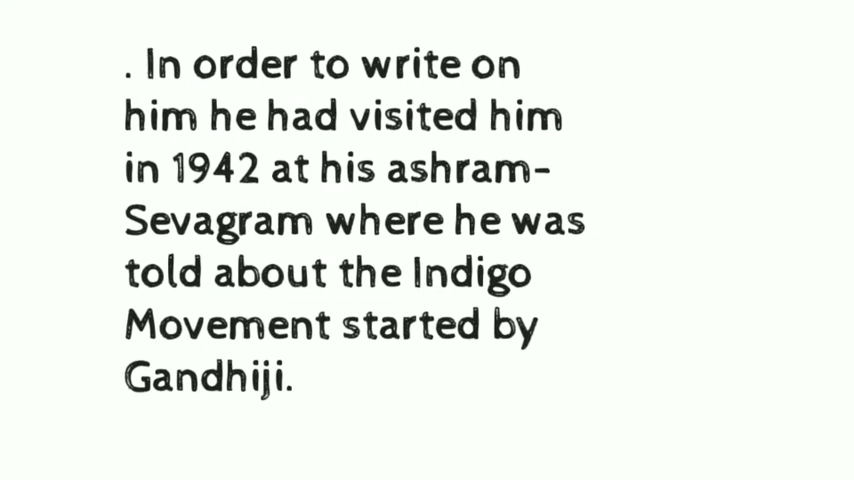 . In order to write on
him he had visited him
in 1942 at his ashram-
Sevagram where he was
told about the Indigo
Movement started by
Gandhiji.